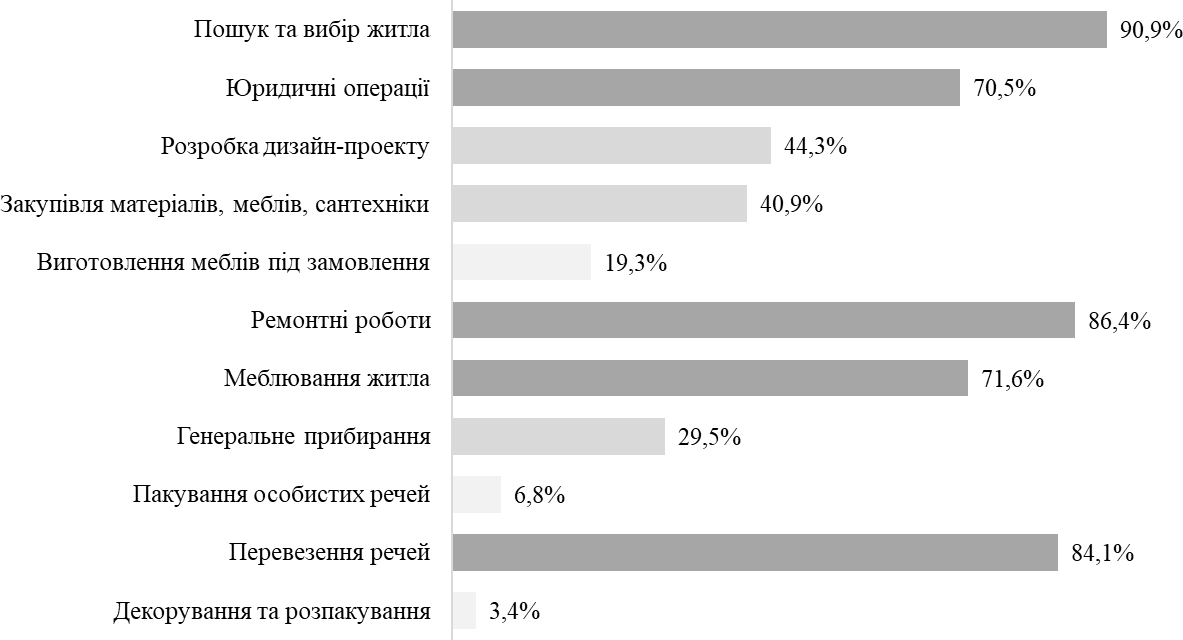 Пошук та вибір житла 90,9%
Юридичні операції 70,5%
Розробка дизайн-проекту 44,3%
Закупівля матеріалів, меблів, сантехніки 40,9%
Виготовлення меблів під замовлення 19,3%
Ремонтні роботи 86,4%
Меблювання житла 71,6%
Генеральне прибирання 29,5%
Пакування особистих речей 6,8%
Перевезення речей 84,1%
Декорування та розпакування 3,4%